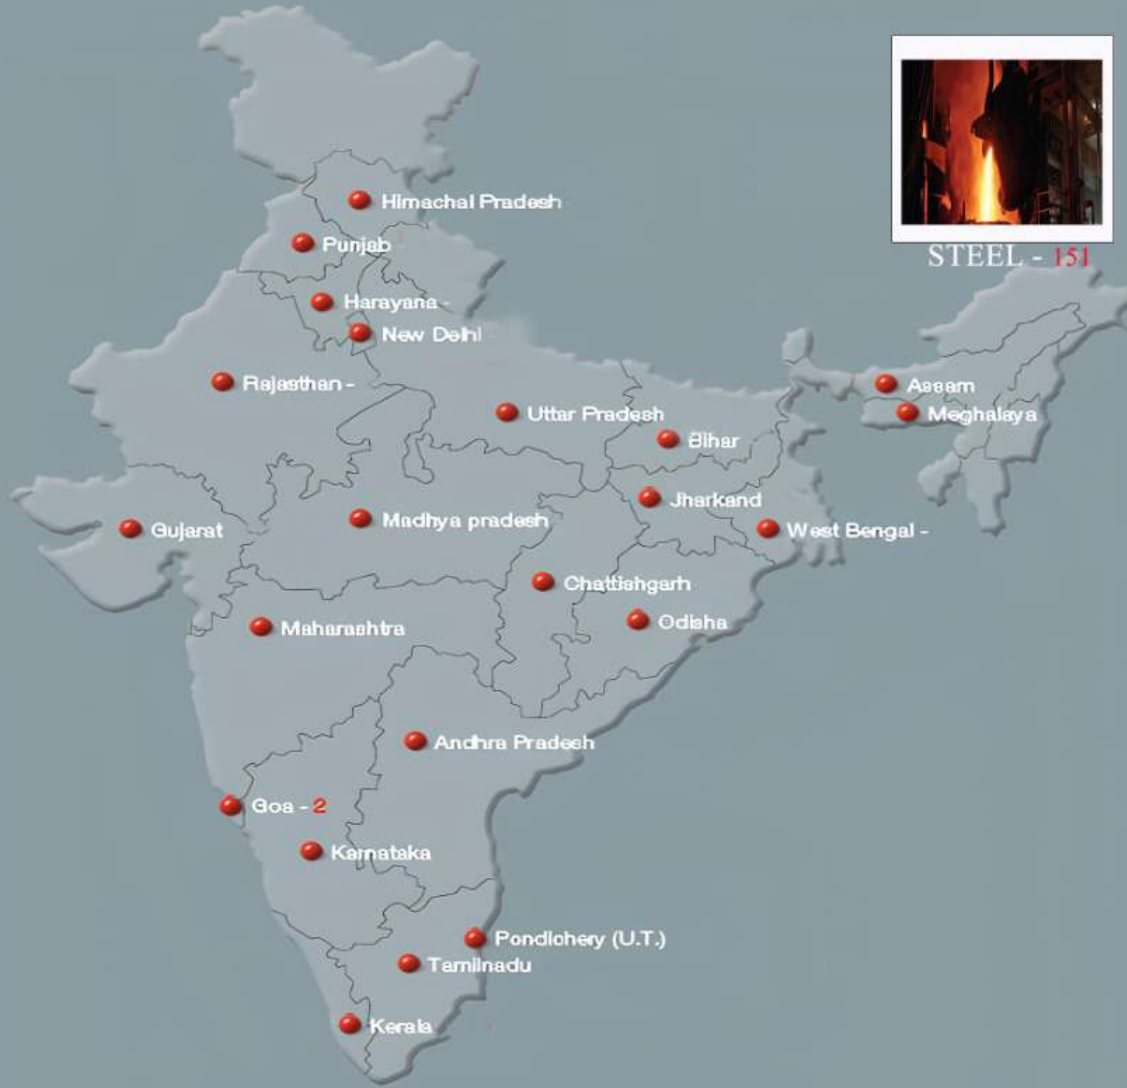 STEEL - 151
Himachal Pradesh
Punjab
Harayana -
New Delhi
Rajasthan -
Assam
Uttar Pradesh
Meghalaya
Bihar
Jharkand
Gujarat
Madhya pradesh
West Bengal -
Chattishgarh
Maharashtra
Odisha
Andhra Pradesh
Goa - 2
Karnataka
Pondichery (U.T.)
Tamilnadu
Kerala